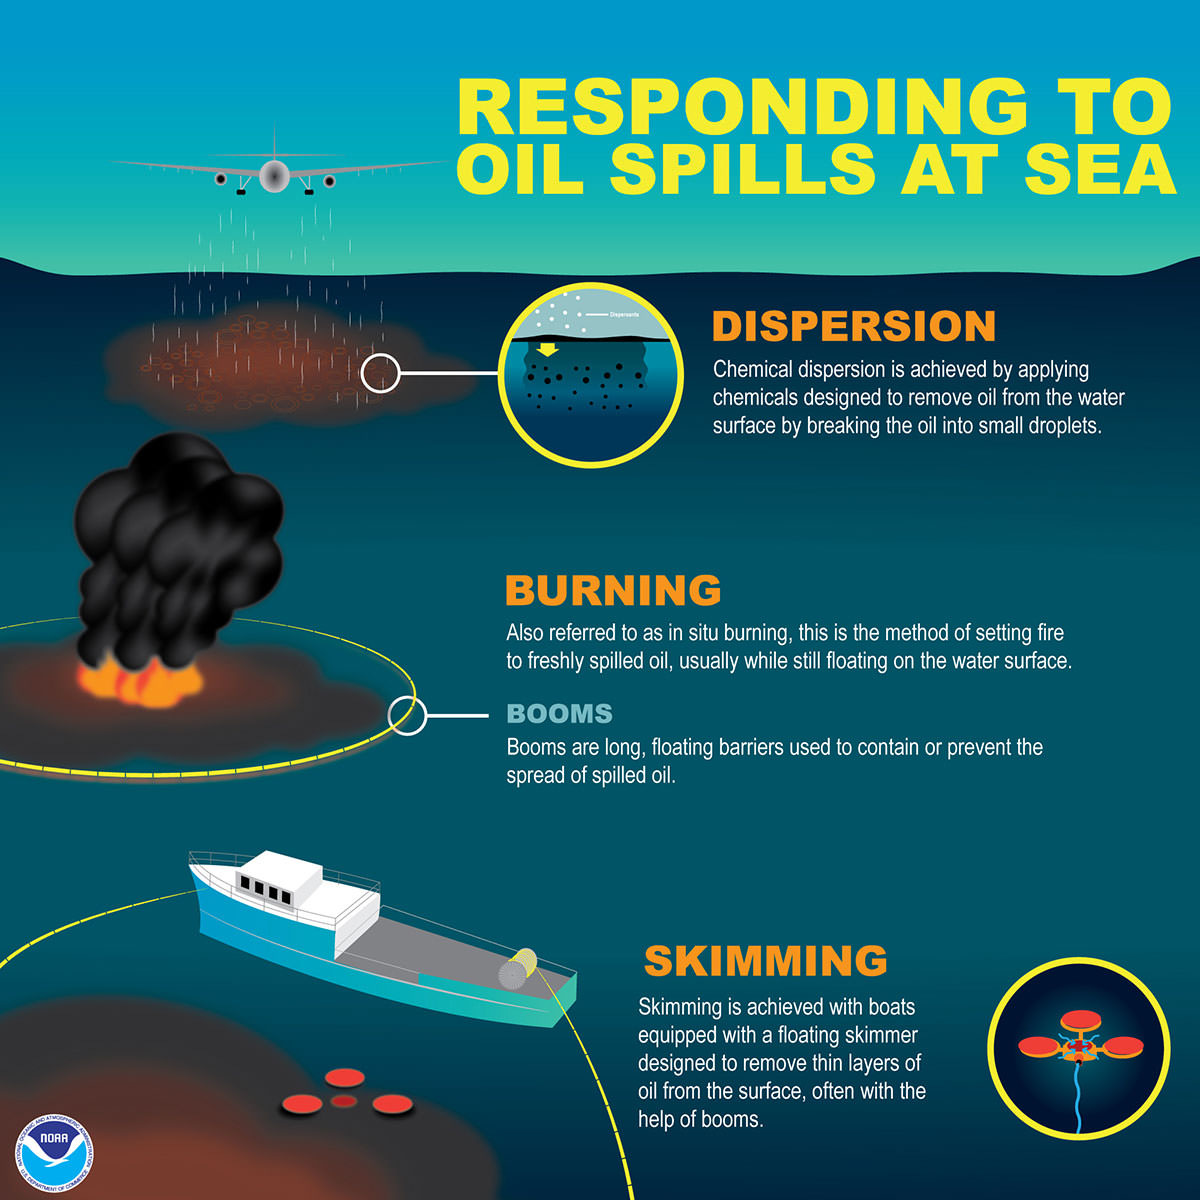 RESPONDING TO
OIL SPILLS AT SEA
Dispersants
DISPERSION
Chemical dispersion is achieved by applying
chemicals designed to remove oil from the water
surface by breaking the oil into small droplets.
BURNING
Also referred to as in situ burning, this is the method of setting fire
to freshly spilled oil, usually while still floating on the water surface.
BOOMS
Booms are long, floating barriers used to contain or prevent the
spread of spilled oil.
SKIMMING
Skimming is achieved with boats
equipped with a floating skimmer
designed to remove thin layers of
oil from the surface, often with the
help of booms.
NATIONAL OCEANIC AND ATMOSPHERIC ADMINISTRATION
NOAA
U.S. DEPARTMENT OF COMMERCE